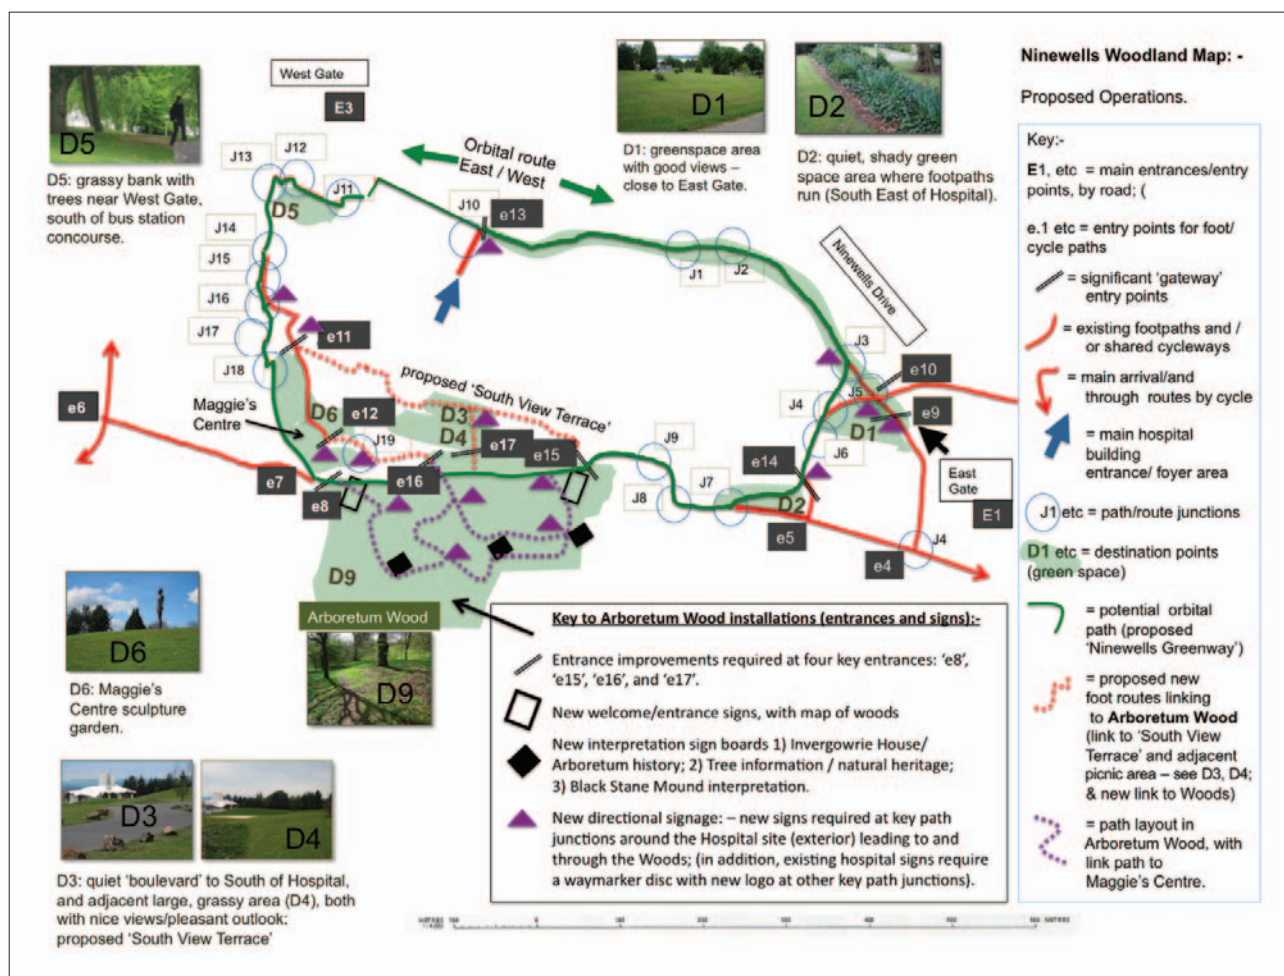 West Gate
E3
D5
D5: grassy bank with
trees near West Gate,
south of bus station
concourse.
D1
D1: greenspace area
with good views –
close to East Gate.
D2
D2: quiet, shady green
space area where footpaths
run (South East of Hospital).
Orbital route
East / West
J13
J12
J11
D5
J10
e13
J14
J15
J16
J17
J18
J1
J2
Ninewells Drive
J3
J5
e10
J4
e9
D1
J6
East
Gate
E1
J4
e4
e5
e14
D2
J7
J8
J9
e11
proposed 'South View Terrace'
Maggie's
Centre
D6
e12
J19
D3
D4
e17
e15
e16
e6
e7
e8
D9
Arboretum Wood
D9
D6
D6: Maggie's
Centre sculpture
garden.
D3
D4
D3: quiet 'boulevard' to South of Hospital,
and adjacent large, grassy area (D4), both
with nice views/pleasant outlook:
proposed 'South View Terrace'
Key to Arboretum Wood installations (entrances and signs):-
Entrance improvements required at four key entrances: 'e8',
'e15', 'e16', and 'e17'.
New welcome/entrance signs, with map of woods
New interpretation sign boards 1) Invergowrie House/
Arboretum history; 2) Tree information / natural heritage;
3) Black Stane Mound interpretation.
New directional signage: – new signs required at key path
junctions around the Hospital site (exterior) leading to and
through the Woods; (in addition, existing hospital signs require
a waymarker disc with new logo at other key path junctions).
Ninewells Woodland Map: -
Proposed Operations.
Key:-
E1, etc = main entrances/entry
points, by road; (
e.1 etc = entry points for foot/
cycle paths
= significant 'gateway'
entry points
= existing footpaths and /
or shared cycleways
= main arrival/and
through routes by cycle
= main hospital
building
entrance/ foyer area
J1 etc = path/route junctions
D1 etc = destination points
(green space)
= potential orbital
path (proposed
'Ninewells Greenway')
= proposed new
foot routes linking
to Arboretum Wood
(link to 'South View
Terrace' and adjacent
picnic area – see D3, D4;
& new link to Woods)
= path layout in
Arboretum Wood, with
link path to
Maggie's Centre.